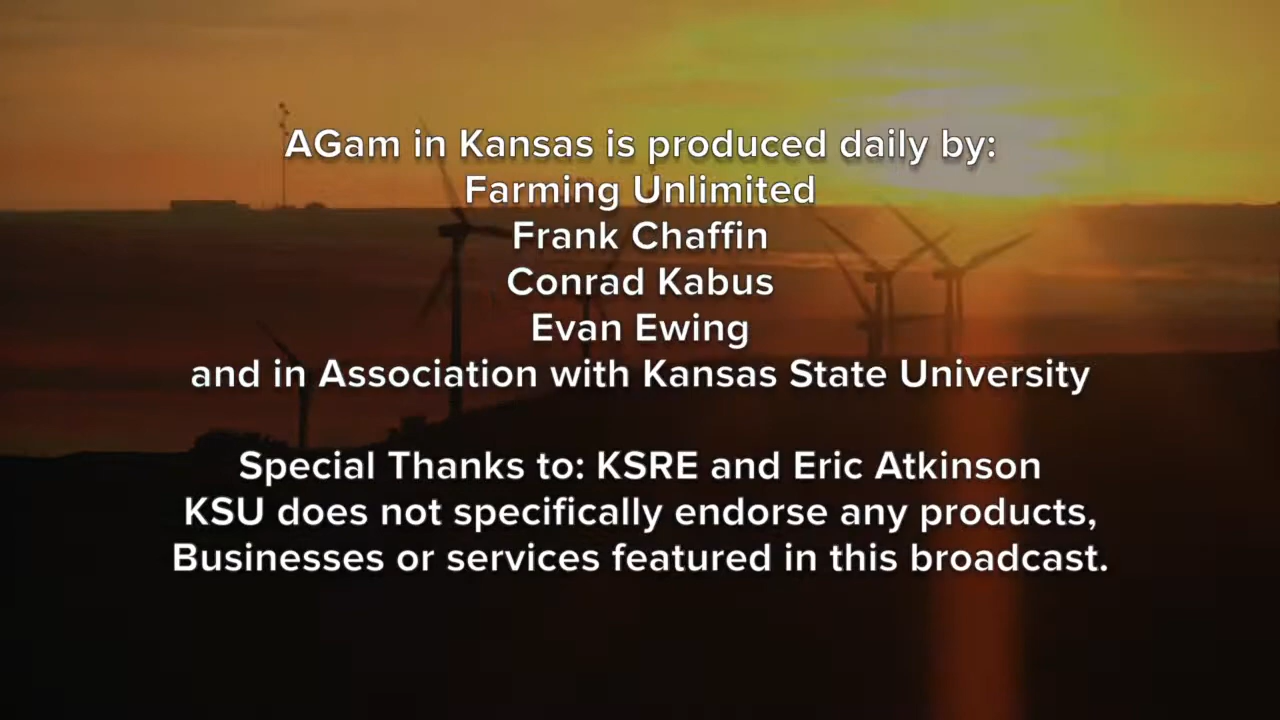 AGam in Kansas is produced daily by:
Farming Unlimited
Frank Chaffin
Conrad Kabus
Evan Ewing
and in Association with Kansas State University
Special Thanks to: KSRE and Eric Atkinson
KSU does not specifically endorse any products,
Businesses or services featured in this broadcast.